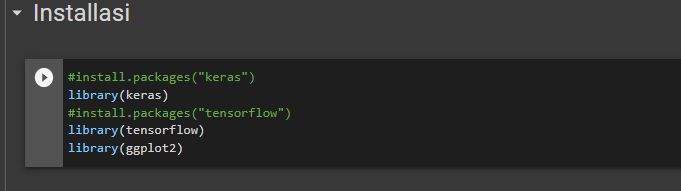 Installasi
#install.packages("keras")
library(keras)
#install.packages("tensorflow")
library(tensorflow)
library(ggplot2)